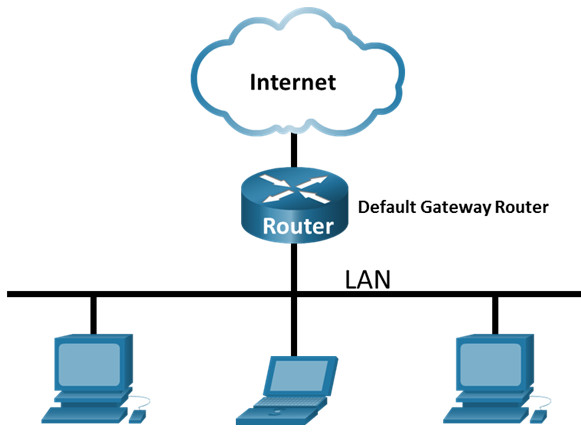 Internet
Default Gateway Router
Router
LAN